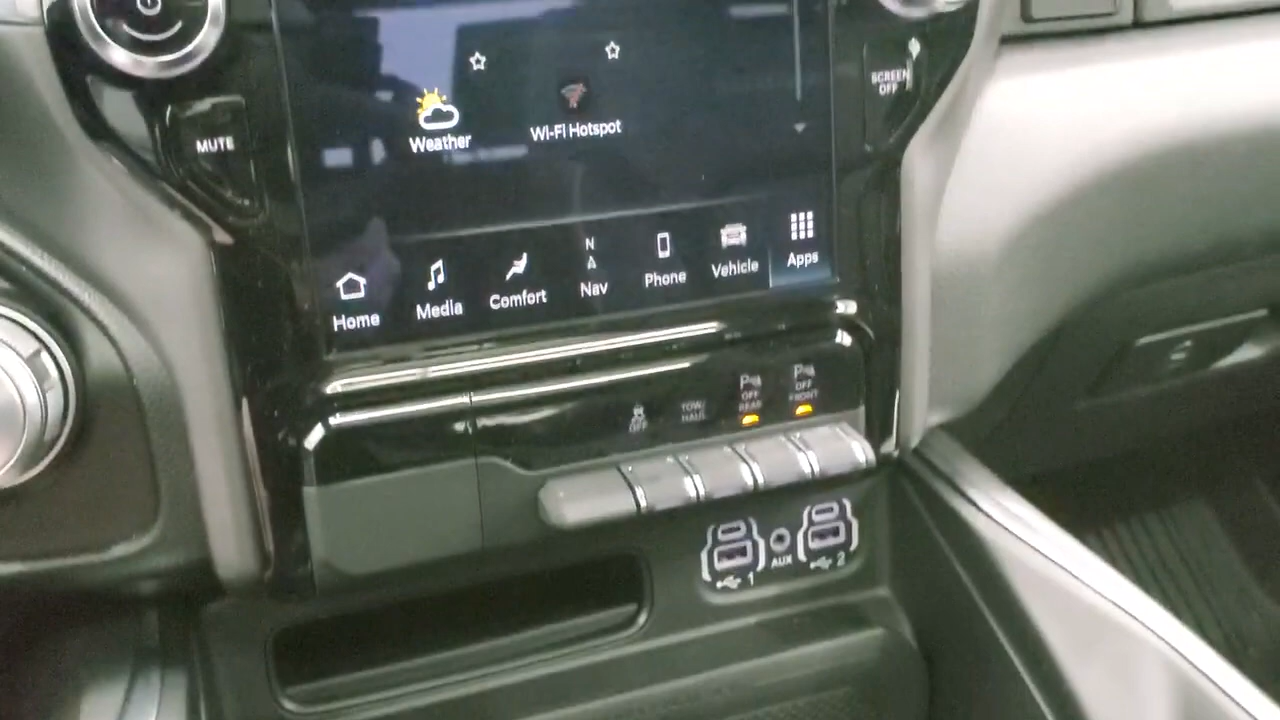 MUTE
SCREEN
OFF
Weather
Wi-Fi Hotspot
Home
Media
Comfort
N
Nav
Phone
Vehicle
Apps
OFF
TOW/
HAUL
P
OFF
REAR
P
OFF
FRONT
1
AUX
2